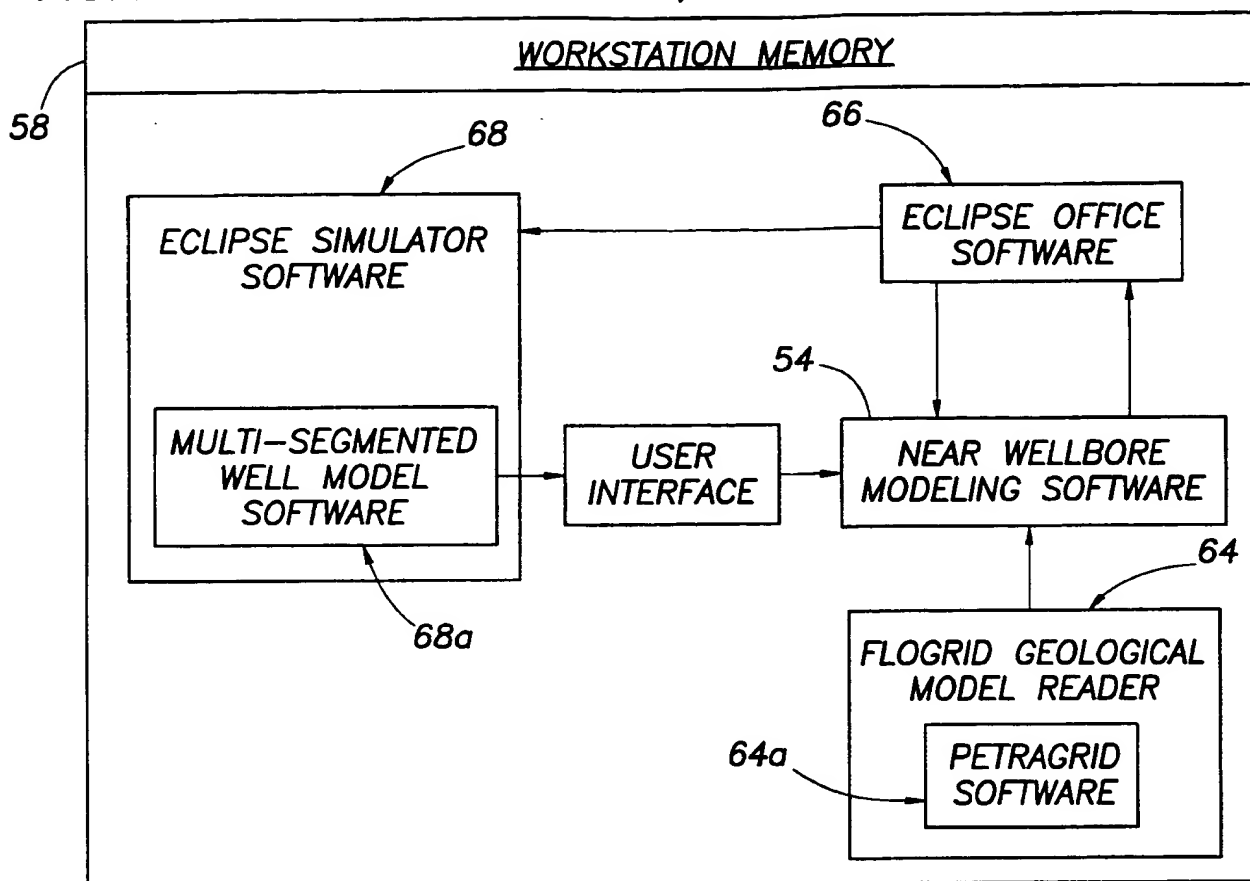 WORKSTATION MEMORY
58
68
66
ECLIPSE SIMULATOR
SOFTWARE
ECLIPSE OFFICE
SOFTWARE
54
MULTI-SEGMENTED
WELL MODEL
SOFTWARE
USER
INTERFACE
NEAR WELLBORE
MODELING SOFTWARE
68a
64
FLOGRID GEOLOGICAL
MODEL READER
64a
PETRAGRID
SOFTWARE